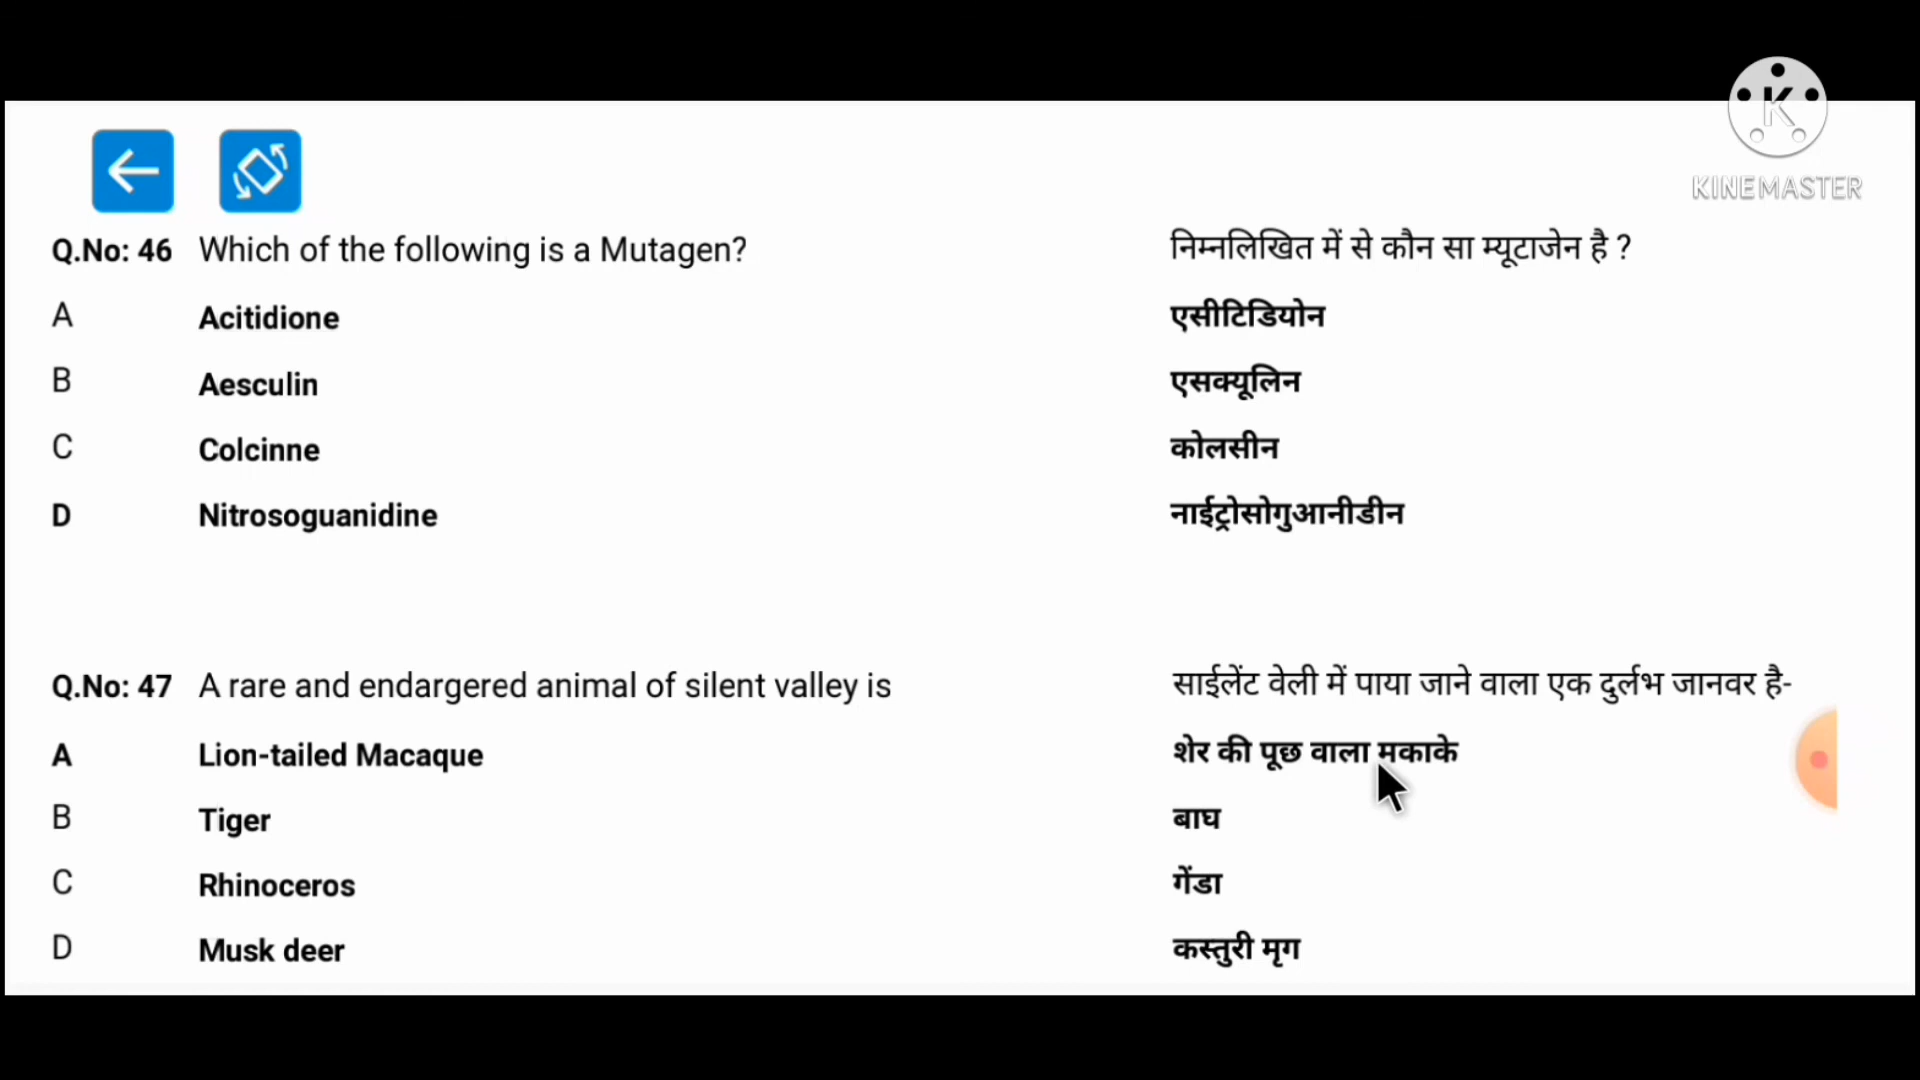 KINEMASTER
Q.No: 46 Which of the following is a Mutagen? निम्नलिखित में से कौन सा म्यूटाजेन है ?
A Acitidione एसीटिडियोन
B Aesculin एसक्यूलिन
C Colcinne कोलसीन
D Nitrosoguanidine नाईट्रोसोगुआनीडीन
Q.No: 47 A rare and endargered animal of silent valley is साईलेंट वेली में पाया जाने वाला एक दुर्लभ जानवर है-
A Lion-tailed Macaque शेर की पूछ वाला मकाके
B Tiger बाघ
C Rhinoceros गेंडा
D Musk deer कस्तुरी मृग